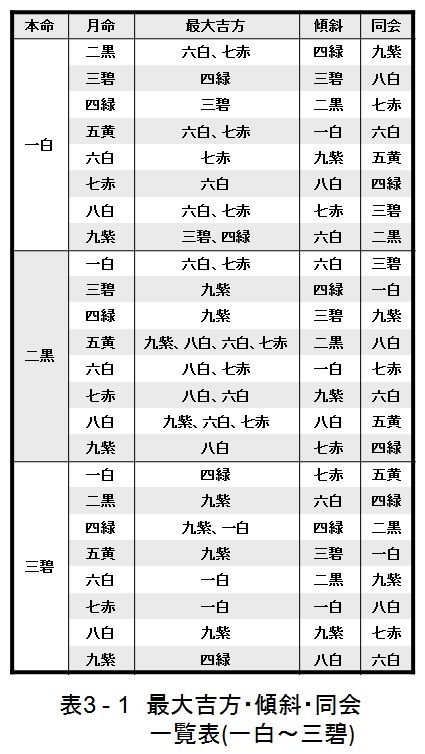 本命 月命 最大吉方 傾斜 同会
一白 二黒 六白、七赤 四緑 九紫
三碧 四緑 三碧 八白
四緑 三碧 二黒 七赤
五黄 六白、七赤 一白 六白
六白 七赤 九紫 五黄
七赤 六白 八白 四緑
八白 六白、七赤 七赤 三碧
九紫 三碧、四緑 六白 二黒
二黒 一白 六白、七赤 六白 三碧
三碧 九紫 四緑 一白
四緑 九紫 三碧 九紫
五黄 九紫、八白、六白、七赤 二黒 八白
六白 八白、七赤 一白 七赤
七赤 八白、六白 九紫 六白
八白 九紫、六白、七赤 八白 五黄
九紫 八白 七赤 四緑
三碧 一白 四緑 七赤 五黄
二黒 九紫 六白 四緑
四緑 九紫、一白 四緑 二黒
五黄 九紫 三碧 一白
六白 一白 二黒 九紫
七赤 一白 一白 八白
八白 九紫 九紫 七赤
九紫 四緑 八白 六白
表3-1 最大吉方・傾斜・同会
一覧表(一白～三碧)